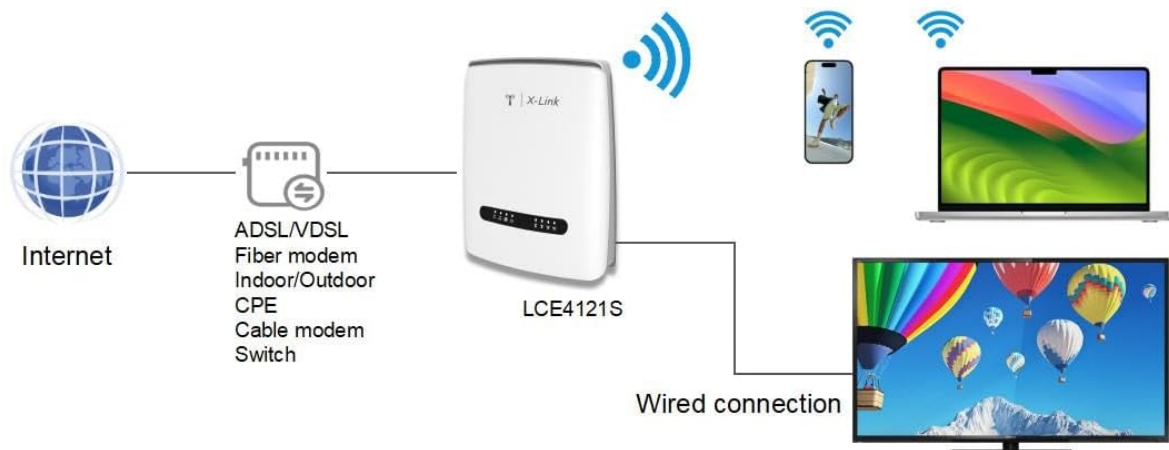 X-Link
Internet
ADSL/VDSL
Fiber modem
Indoor/Outdoor
CPE
Cable modem
Switch
LCE4121S
Wired connection